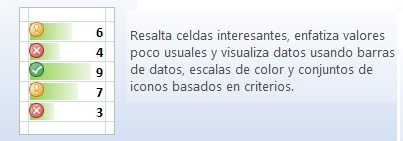 6
4
9
7
3
Resalta celdas interesantes, enfatiza valores
poco usuales y visualiza datos usando barras
de datos, escalas de color y conjuntos de
iconos basados en criterios.